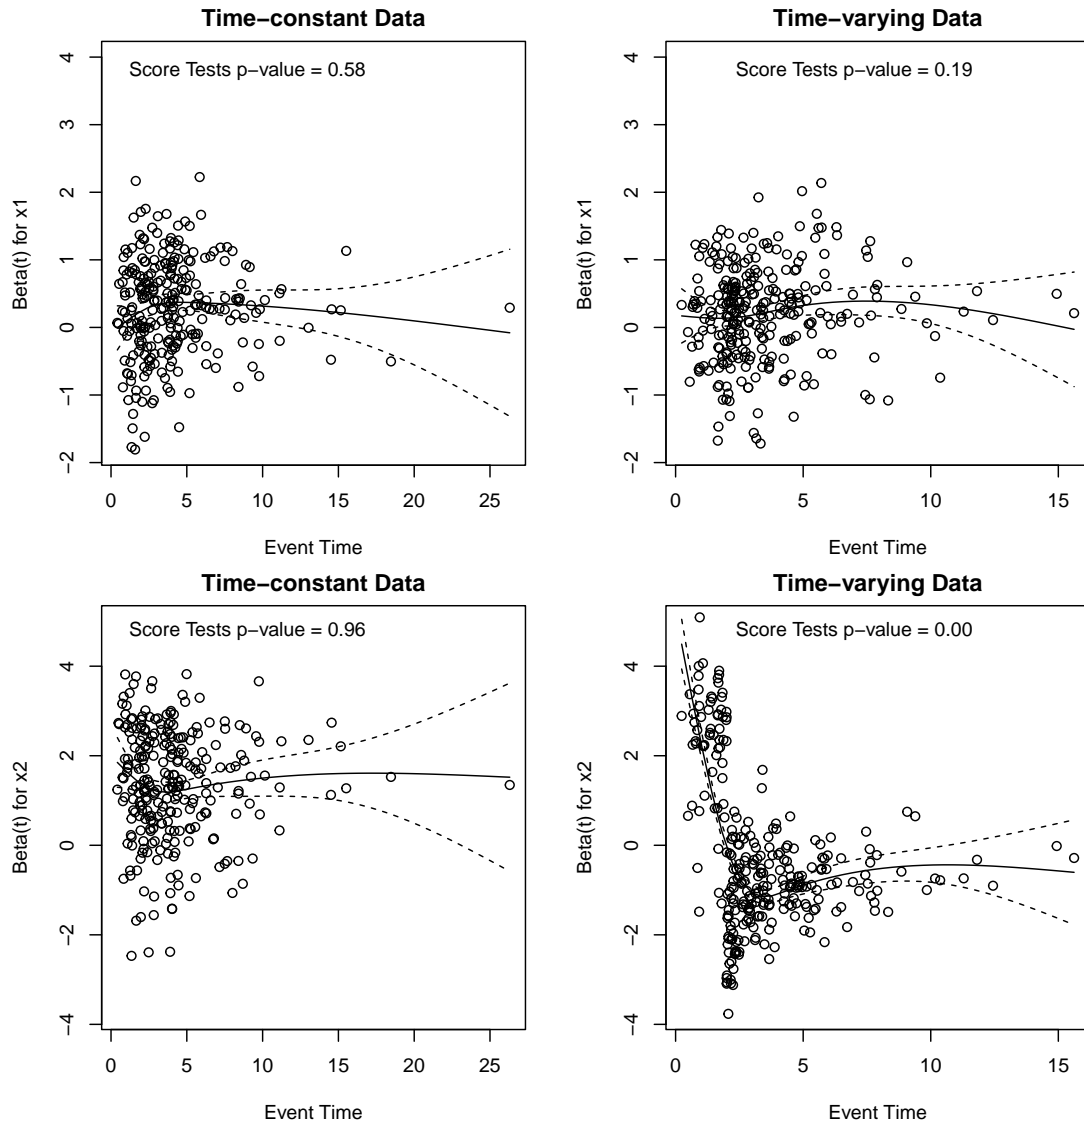 Time−constant Data
Score Tests p−value = 0.58
4
3
2
1
0
−1
−2
Beta(t) for x1
0 5 10 15 20 25
Event Time
Time−varying Data
Score Tests p−value = 0.19
4
3
2
1
0
−1
−2
Beta(t) for x1
0 5 10 15
Event Time
Time−constant Data
Score Tests p−value = 0.96
4
2
0
−2
−4
Beta(t) for x2
0 5 10 15 20 25
Event Time
Time−varying Data
Score Tests p−value = 0.00
4
2
0
−2
−4
Beta(t) for x2
0 5 10 15
Event Time